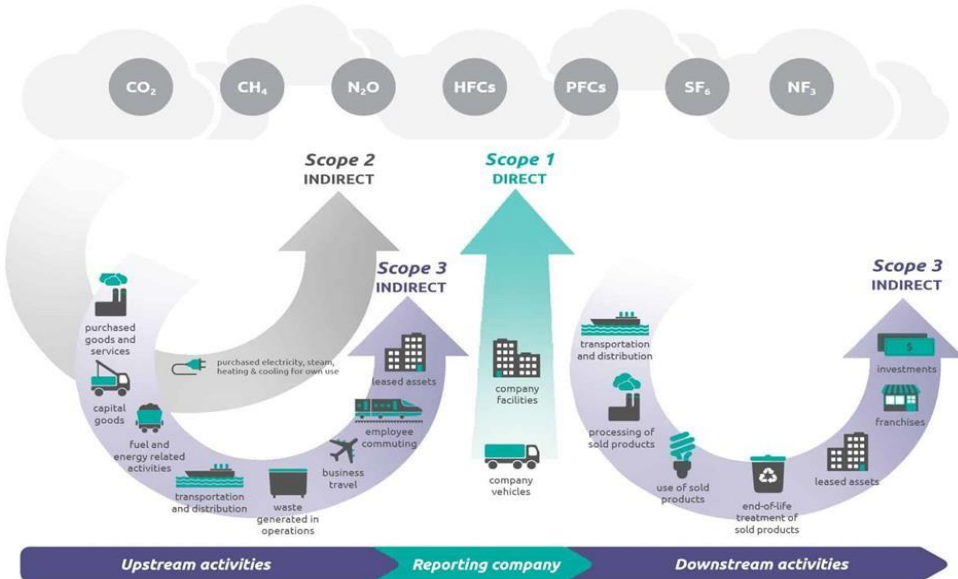 CO₂
CH₄
N₂O
HFCs
PFCs
SF₆
NF₃
Scope 2
INDIRECT
Scope 1
DIRECT
Scope 3
INDIRECT
Scope 3
INDIRECT
purchased
goods and
services
capital
goods
fuel and
energy related
activities
transportation
and distribution
waste
generated in
operations
business
travel
employee
commuting
leased assets
purchased electricity, steam,
heating & cooling for own use
company
facilities
company
vehicles
transportation
and distribution
processing of
sold products
use of sold
products
end-of-life
treatment of
sold products
leased assets
franchises
$
investments
Upstream activities
Reporting company
Downstream activities